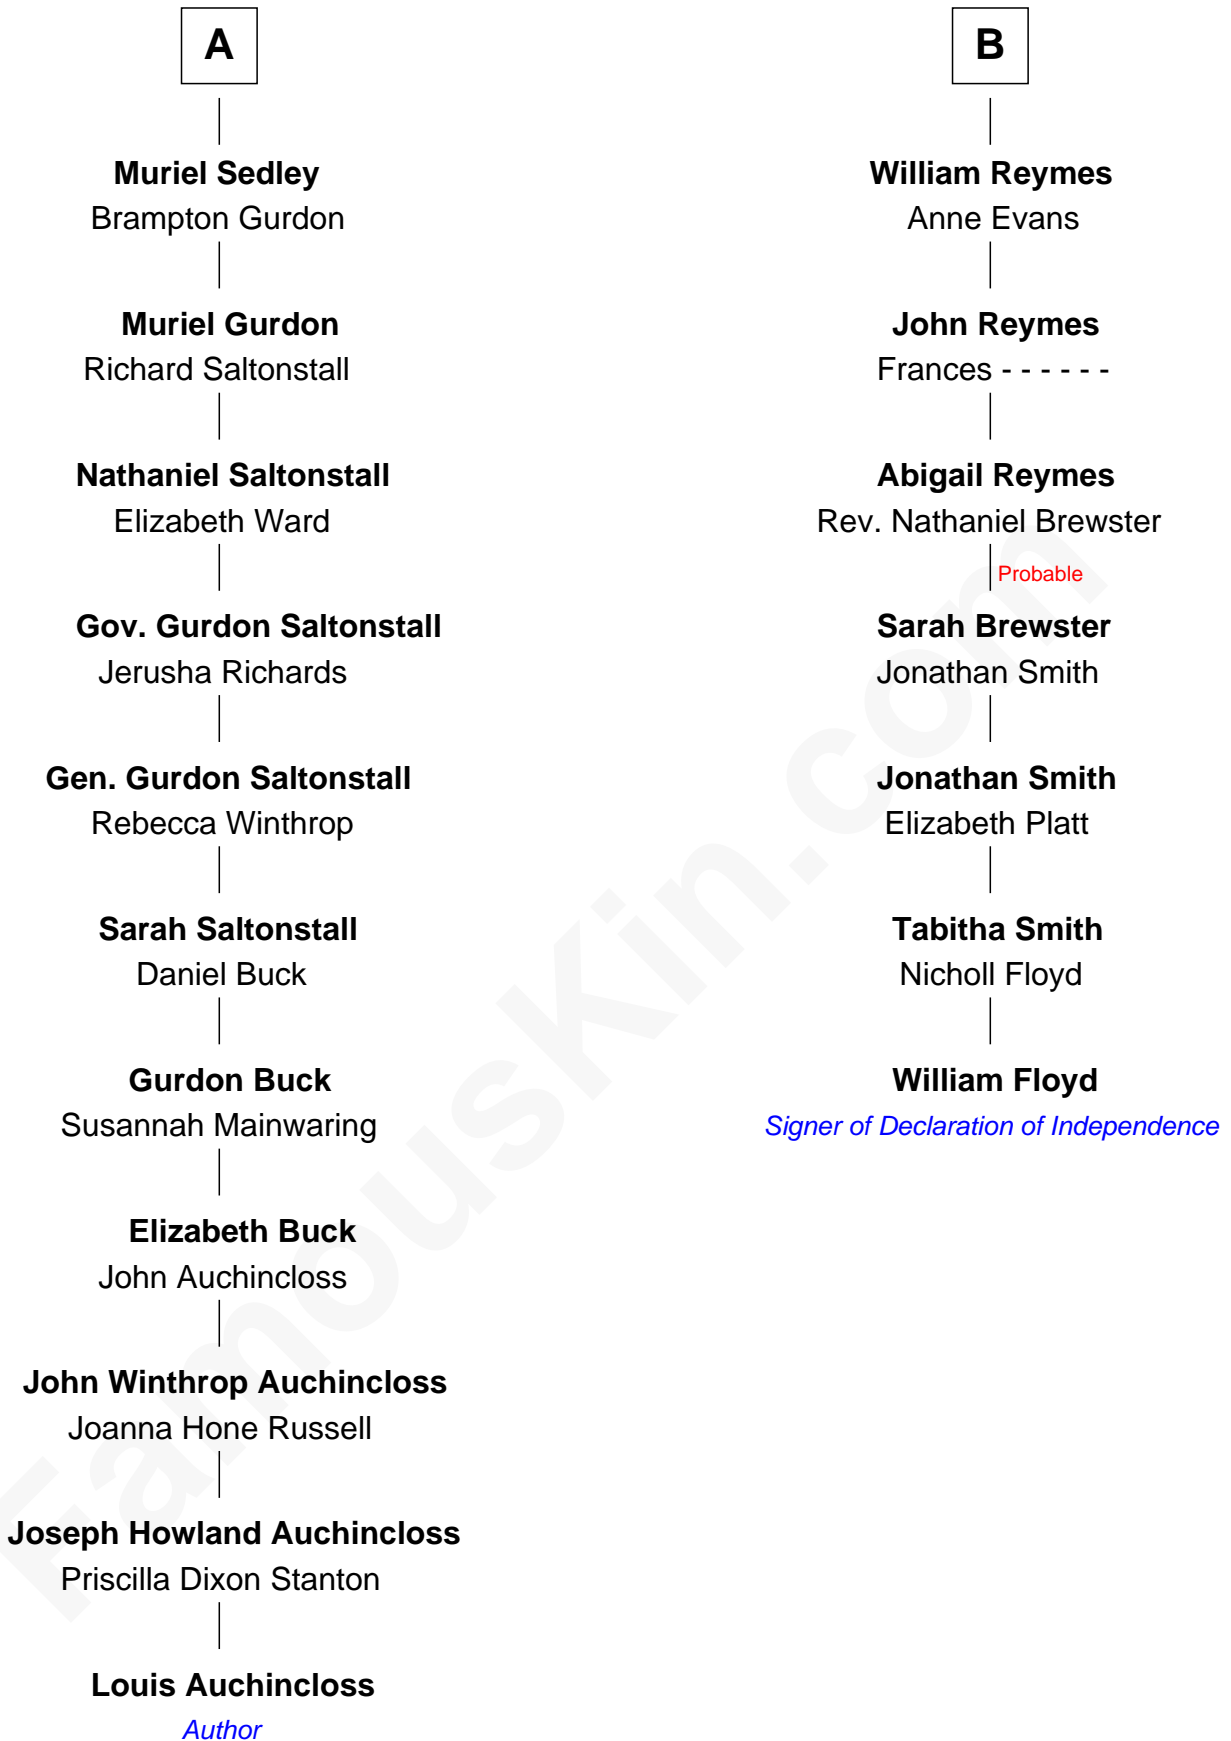 A
Muriel Sedley
Brampton Gurdon
Muriel Gurdon
Richard Saltonstall
Nathaniel Saltonstall
Elizabeth Ward
Gov. Gurdon Saltonstall
Jerusha Richards
Gen. Gurdon Saltonstall
Rebecca Winthrop
Sarah Saltonstall
Daniel Buck
Gurdon Buck
Susannah Mainwaring
Elizabeth Buck
John Auchincloss
John Winthrop Auchincloss
Joanna Hone Russell
Joseph Howland Auchincloss
Priscilla Dixon Stanton
Louis Auchincloss
Author
B
William Reymes
Anne Evans
John Reymes
Frances - - - - - -
Abigail Reymes
Rev. Nathaniel Brewster
Probable
Sarah Brewster
Jonathan Smith
Jonathan Smith
Elizabeth Platt
Tabitha Smith
Nicholl Floyd
William Floyd
Signer of Declaration of Independence
FamousKin.com